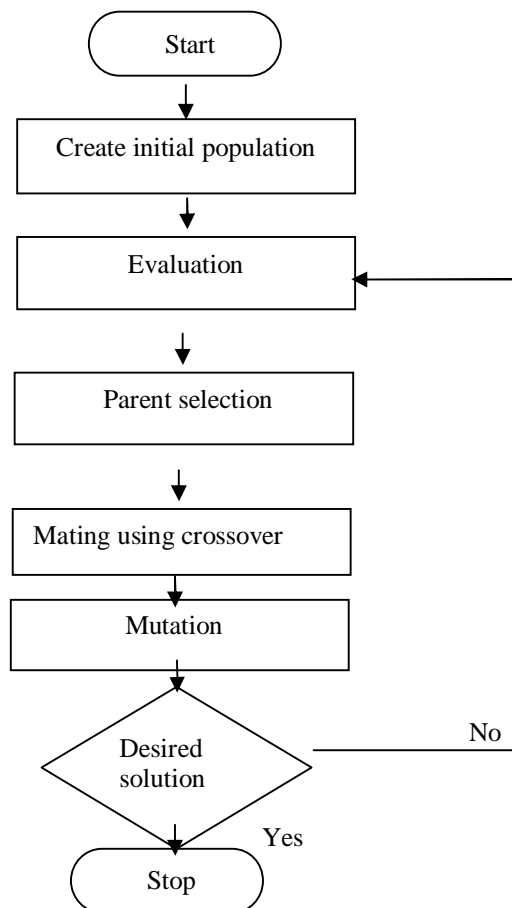 Start
Create initial population
Evaluation
Parent selection
Mating using crossover
Mutation
Desired
solution
No
Yes
Stop